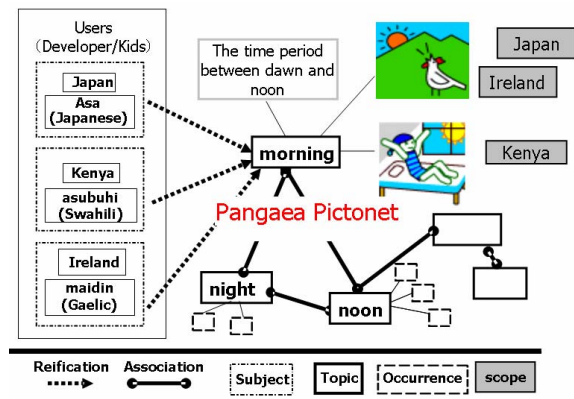 Users
(Developer/Kids)
Japan
Asa
(Japanese)
Kenya
asubuhi
(Swahili)
Ireland
maidin
(Gaelic)
The time period
between dawn and
noon
Japan
Ireland
Kenya
morning
Pangaea Pictonet
night
noon
Reification
Association
Subject
Topic
Occurrence
scope